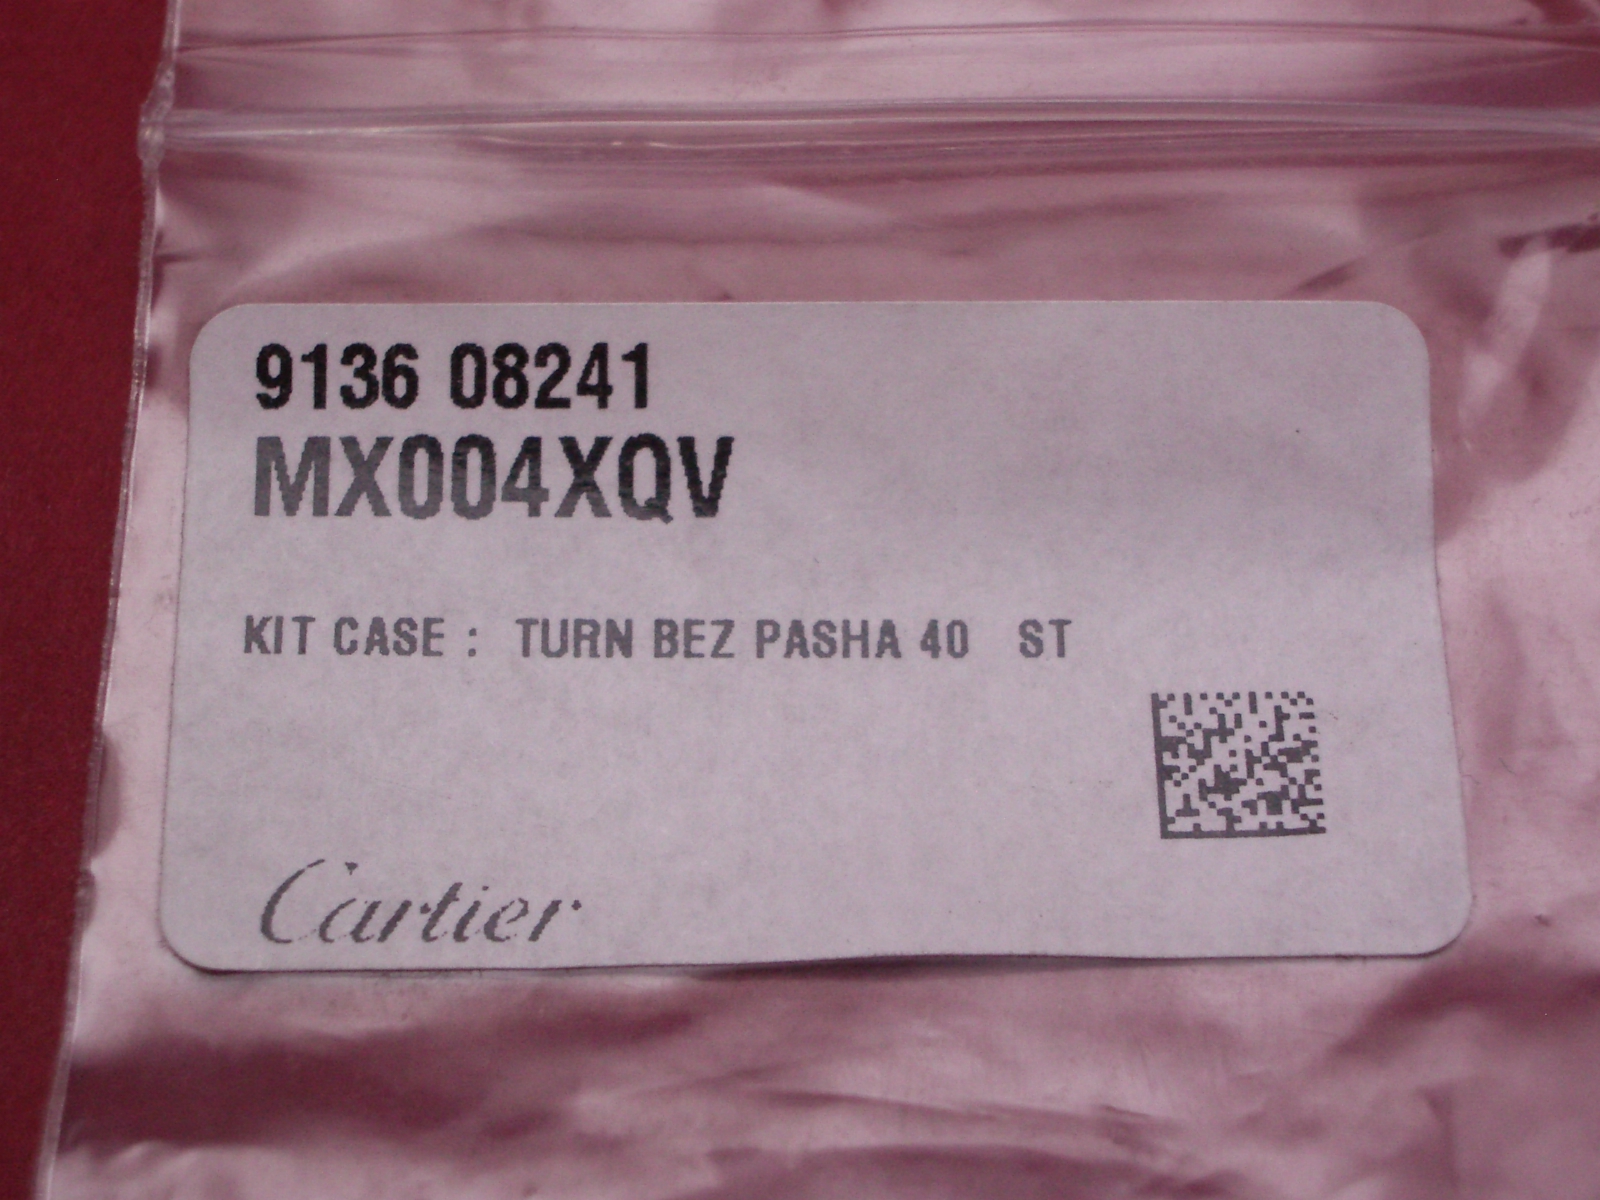 9136 08241
MX004XQV
KIT CASE : TURN BEZ PASHA 40 ST
Cartier